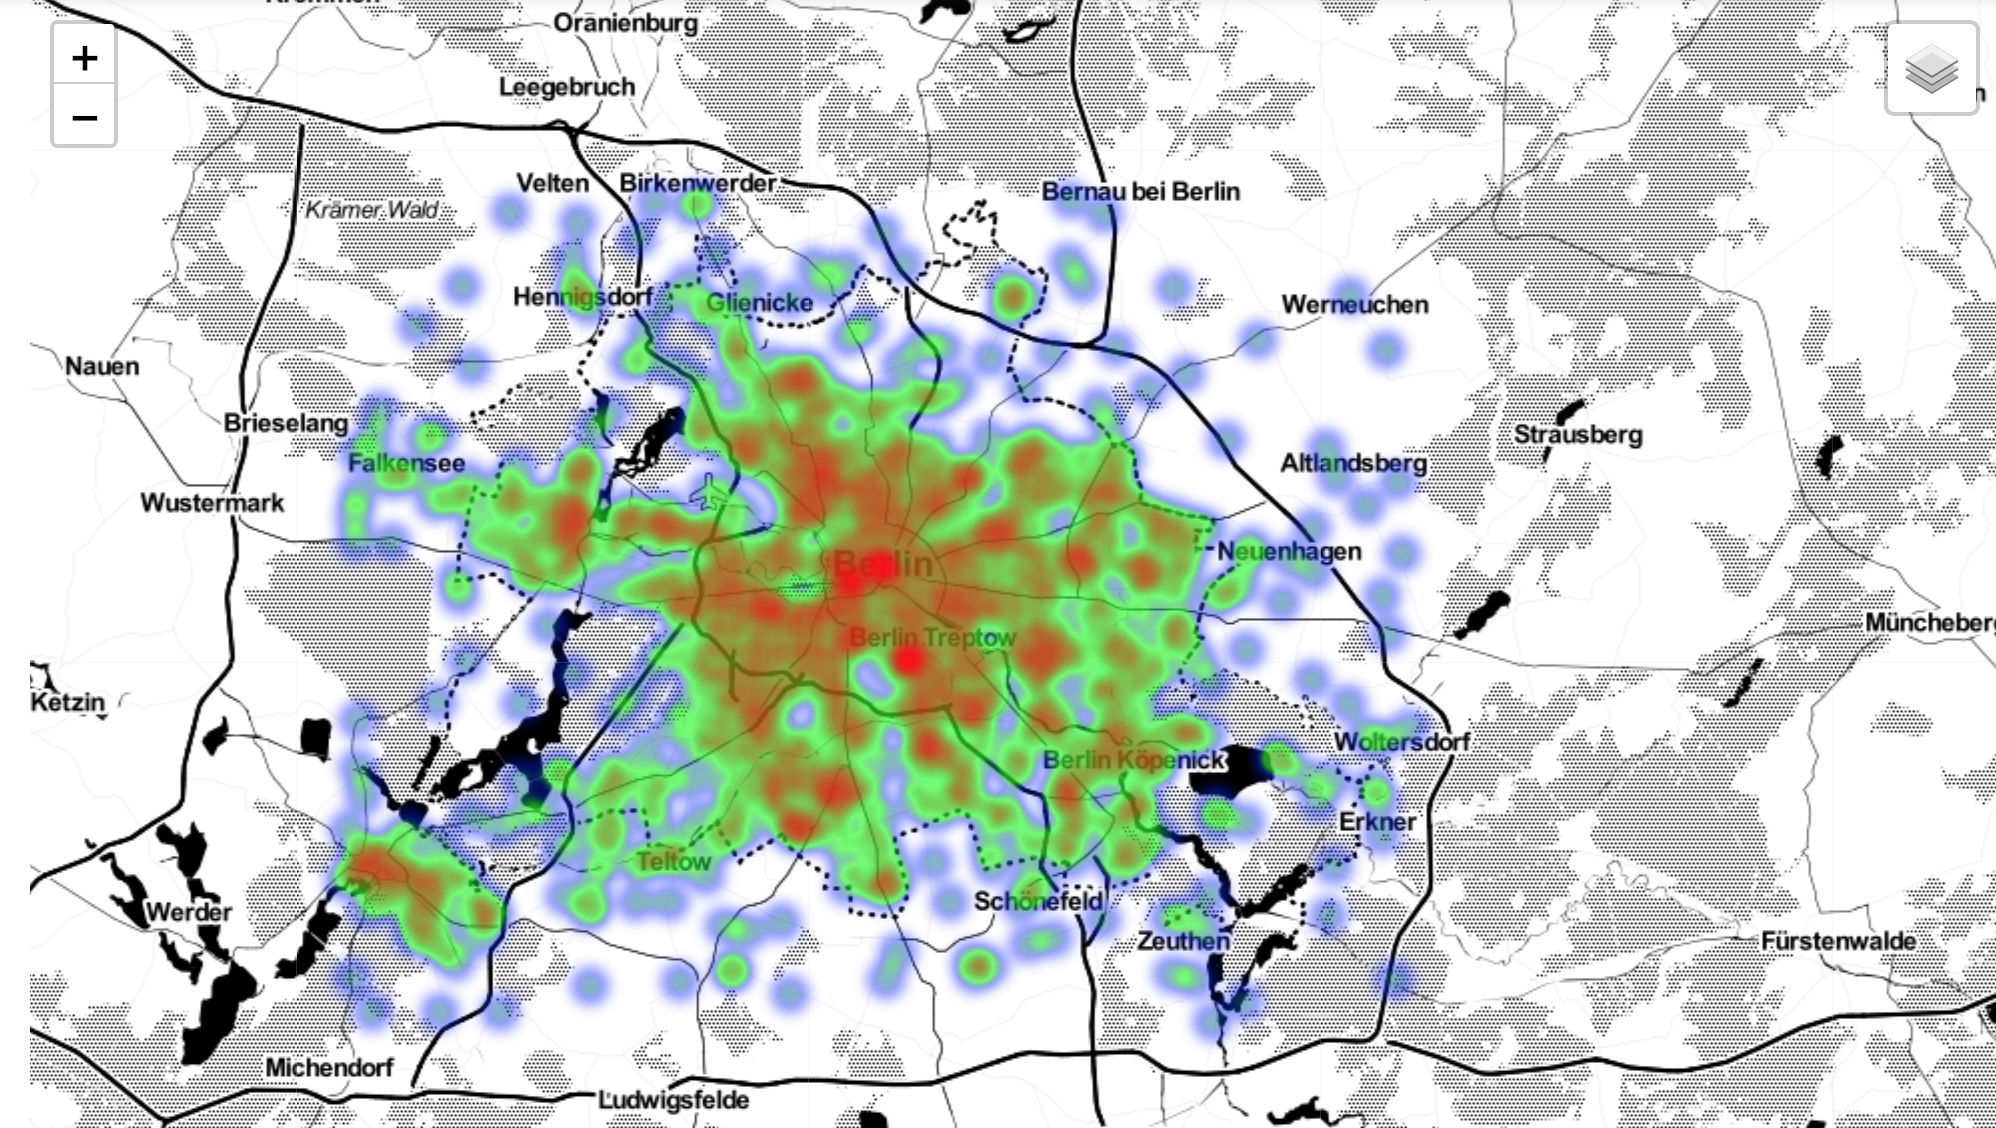 Oranienburg
+
Leegebruch
−
Velten
Birkenwerder
Bernau bei Berlin
Krämer Wald
Hennigsdorf
Glienicke
Werneuchen
Nauen
Brieselang
Strausberg
Falkensee
Altlandsberg
Wustermark
Neuenhagen
Berlin
Müncheberg
Berlin Treptow
Ketzin
Woltersdorf
Berlin Köpenick
Erkner
Teltow
Schönefeld
Werder
Zeuthen
Fürstenwalde
Michendorf
Ludwigsfelde